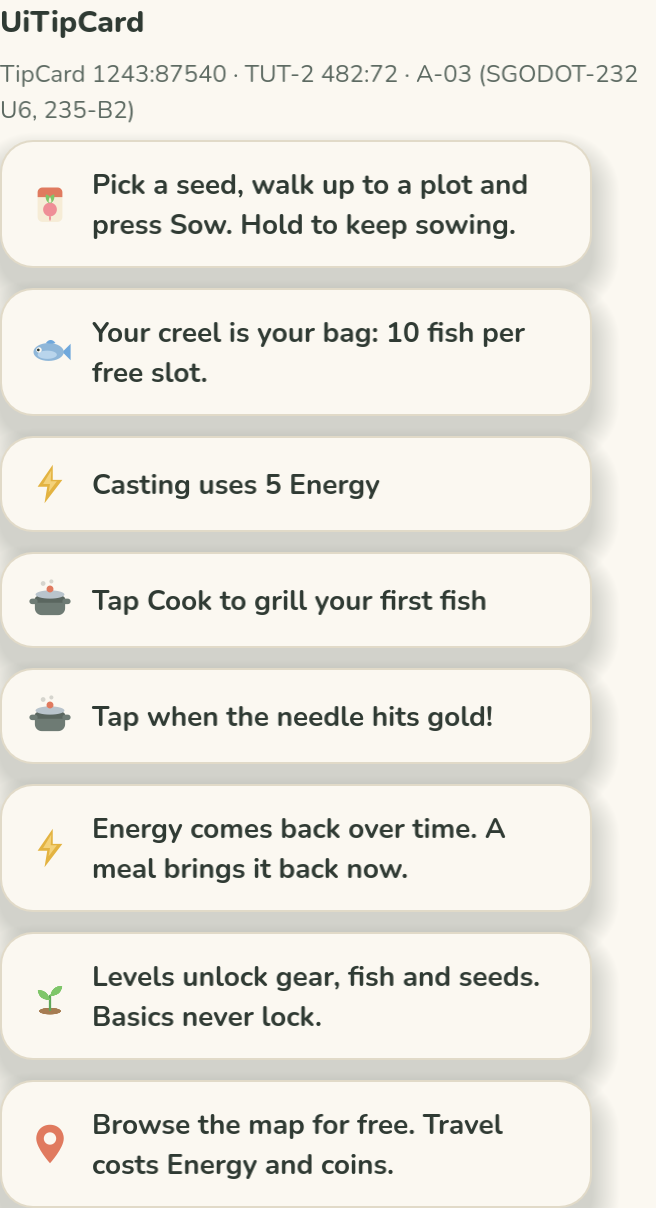 UiTipCard
TipCard 1243:87540 · TUT-2 482:72 · A-03 (SGODOT-232
U6, 235-B2)
Pick a seed, walk up to a plot and
press Sow. Hold to keep sowing.
Your creel is your bag: 10 fish per
free slot.
Casting uses 5 Energy
Tap Cook to grill your first fish
Tap when the needle hits gold!
Energy comes back over time. A
meal brings it back now.
Levels unlock gear, fish and seeds.
Basics never lock.
Browse the map for free. Travel
costs Energy and coins.